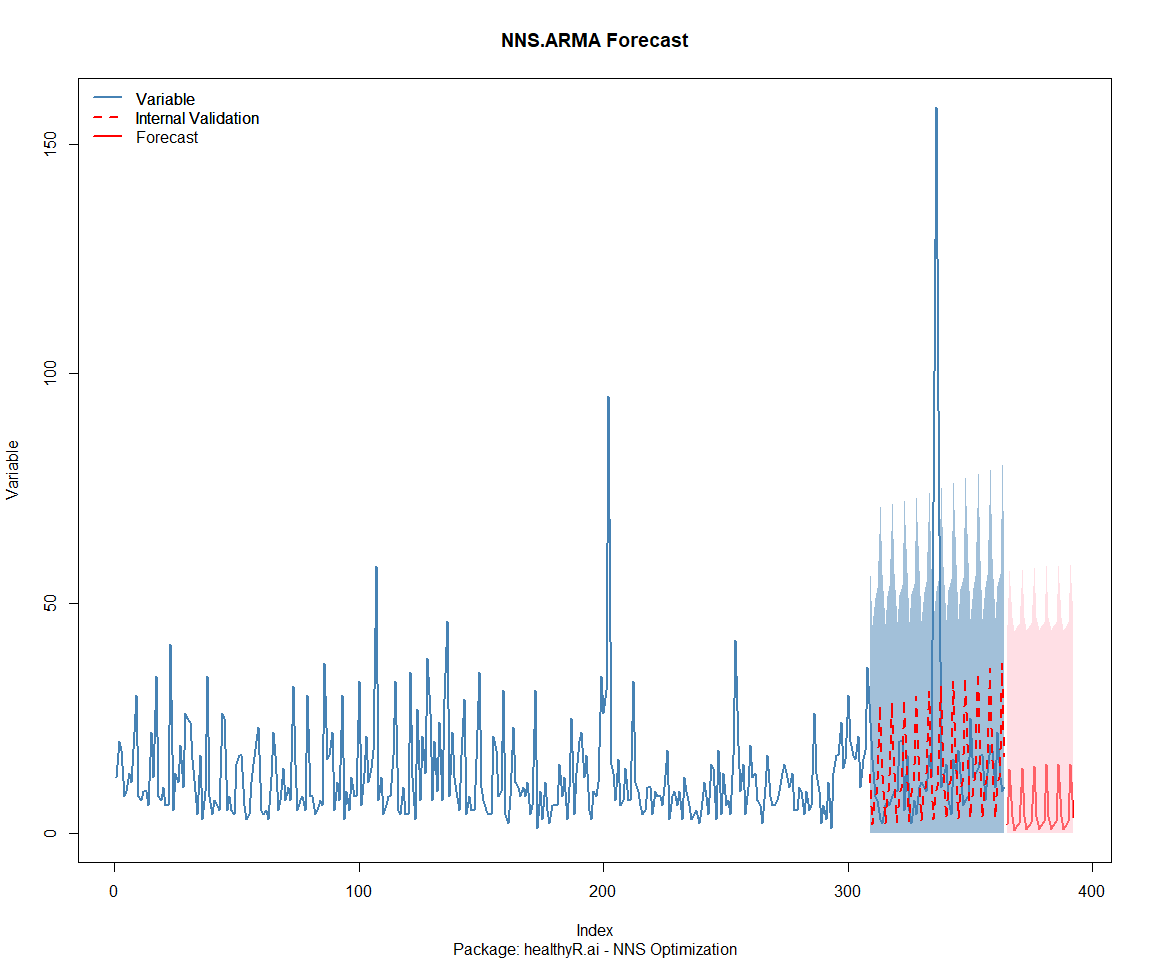 NNS.ARMA Forecast
Variable
Internal Validation
Forecast
150
100
50
0
Variable
0
100
200
300
400
Index
Package: healthyR.ai - NNS Optimization